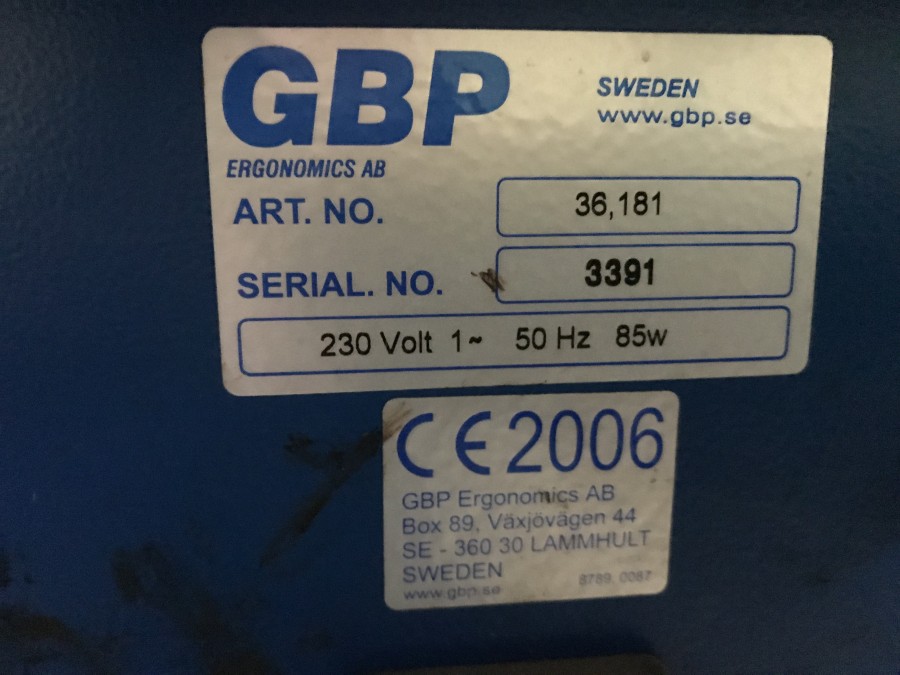 GBP
ERGONOMICS AB
SWEDEN
www.gbp.se
ART. NO. 36,181
SERIAL. NO. 3391
230 Volt 1~ 50 Hz 85w
CE 2006
GBP Ergonomics AB
Box 89, Växjövägen 44
SE - 360 30 LAMMHULT
SWEDEN
www.gbp.se 8789, 0087